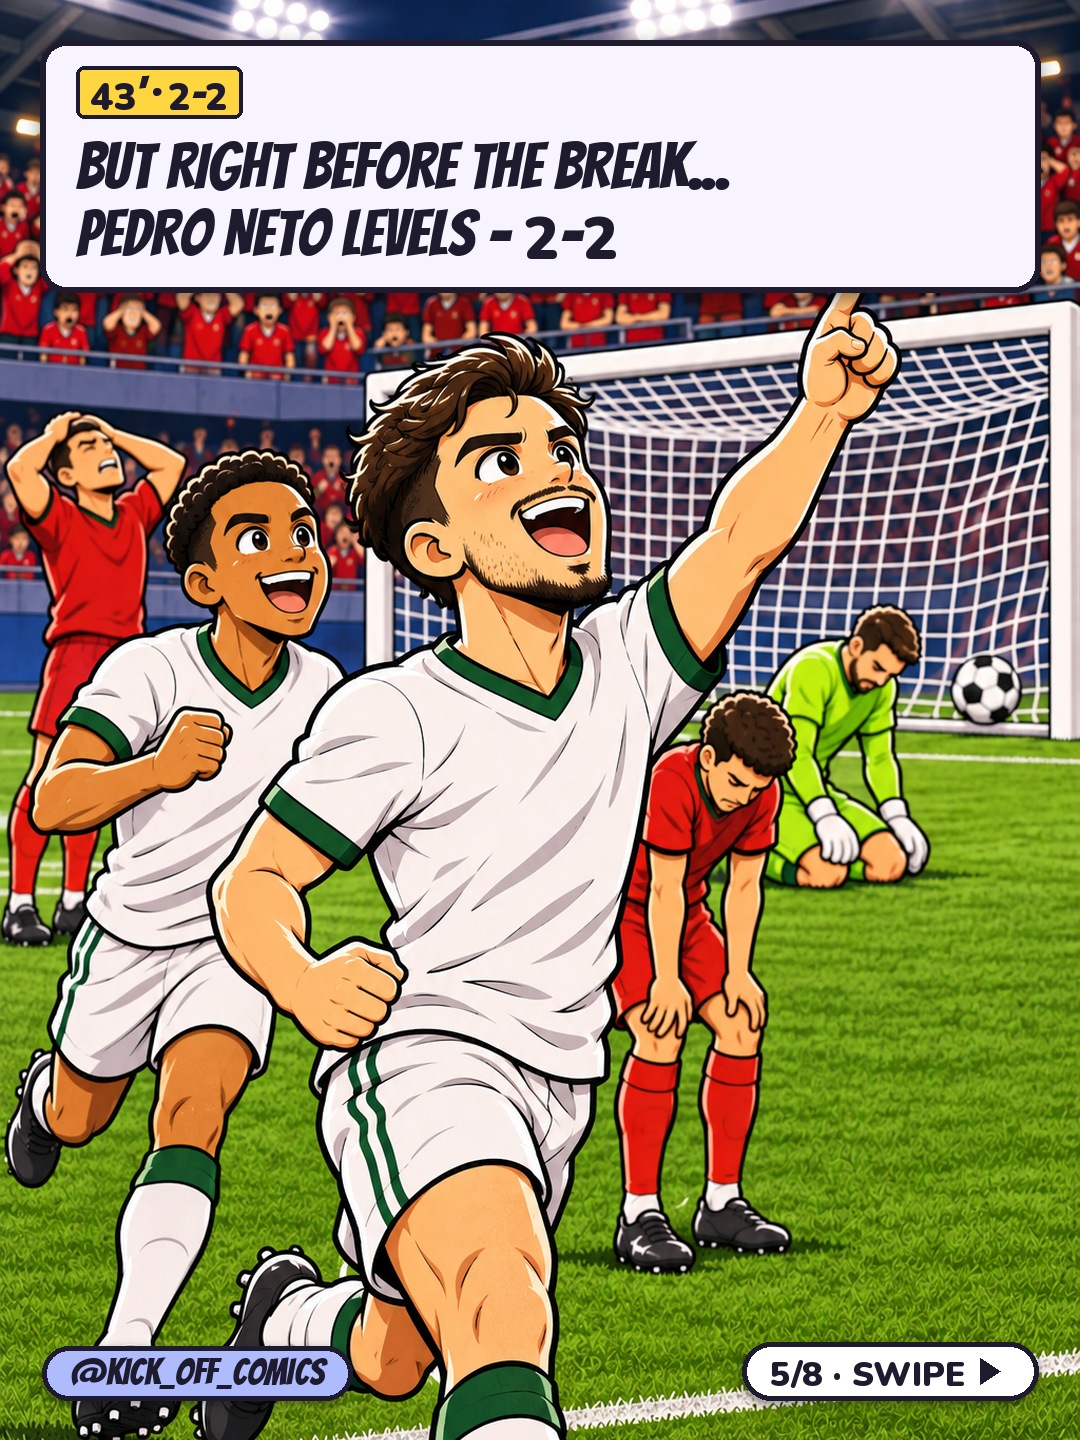 43′· 2-2
BUT RIGHT BEFORE THE BREAK...
PEDRO NETO LEVELS - 2-2
@KICK_OFF_COMICS
5/8 · SWIPE ▶